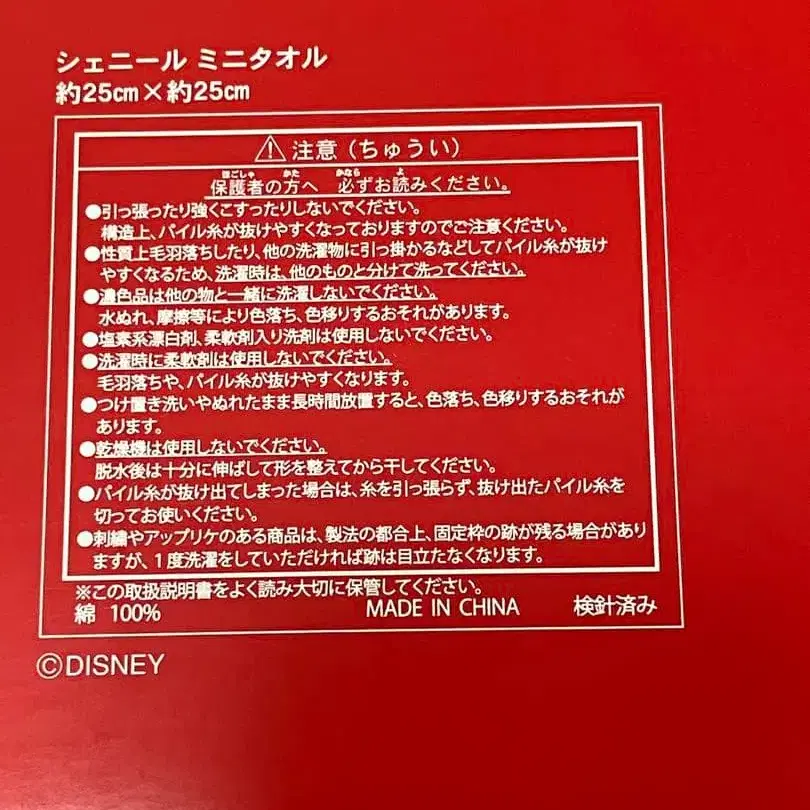 シェニール ミニタオル
約25cm×約25cm
⚠注意（ちゅうい）
保護者の方へ 必ずお読みください。
●引っ張ったり強くこすったりしないでください。
構造上、パイル糸が抜けやすくなっておりますのでご注意ください。
●性質上毛羽落ちしたり、他の洗濯物に引っ掛かるなどしてパイル糸が抜け
やすくなるため、洗濯時は、他のものと分けて洗ってください。
●濃色品は他の物と一緒に洗濯しないでください。
水ぬれ、摩擦等により色落ち、色移りするおそれがあります。
●塩素系漂白剤、柔軟剤入り洗剤は使用しないでください。
●洗濯時に柔軟剤は使用しないでください。
毛羽落ちや、パイル糸が抜けやすくなります。
●つけ置き洗いやぬれたまま長時間放置すると、色落ち、色移りするおそれが
あります。
●乾燥機は使用しないでください。
脱水後は十分に伸ばして形を整えてから干してください。
●パイル糸が抜け出てしまった場合は、糸を引っ張らず、抜け出たパイル糸を
切ってお使いください。
●刺繍やアップリケのある商品は、製法の都合上、固定枠の跡が残る場合があり
ますが、1度洗濯をしていただければ跡は目立たなくなります。
※この取扱説明書をよく読み大切に保管してください。
綿 100% MADE IN CHINA 検針済み
©DISNEY